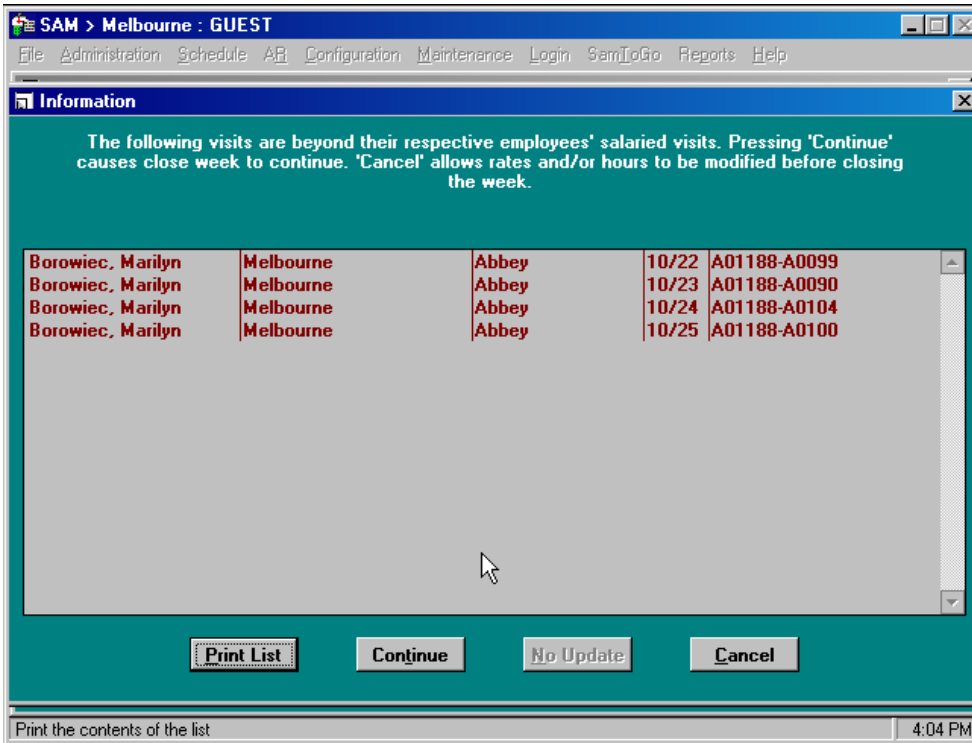 SAM > Melbourne : GUEST
File Administration Schedule AR Configuration Maintenance Login SamToGo Reports Help
Information
The following visits are beyond their respective employees' salaried visits. Pressing 'Continue'
causes close week to continue. 'Cancel' allows rates and/or hours to be modified before closing
the week.
Borowiec, Marilyn Melbourne Abbey 10/22 A01188-A0099
Borowiec, Marilyn Melbourne Abbey 10/23 A01188-A0090
Borowiec, Marilyn Melbourne Abbey 10/24 A01188-A0104
Borowiec, Marilyn Melbourne Abbey 10/25 A01188-A0100
Print List Continue No Update Cancel
Print the contents of the list 4:04 PM